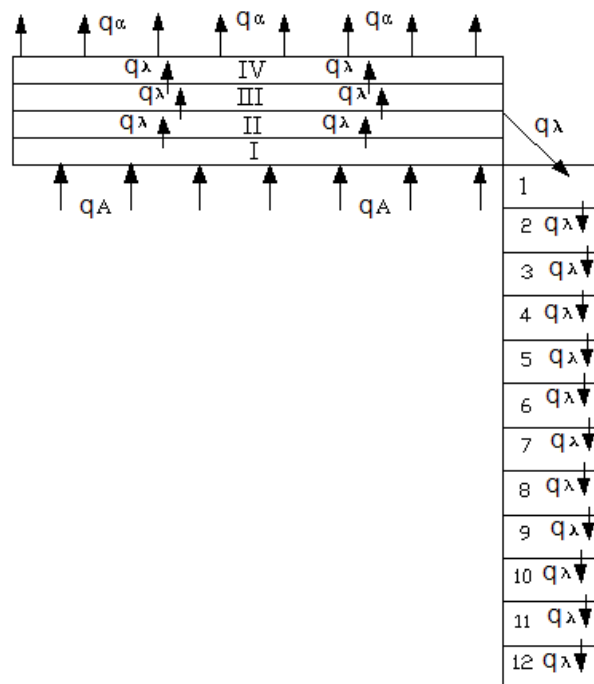 qα qα qα
qλ IV qλ
qλ III qλ
qλ II qλ
I
qλ
qA qA
1
2 qλ
3 qλ
4 qλ
5 qλ
6 qλ
7 qλ
8 qλ
9 qλ
10 qλ
11 qλ
12 qλ